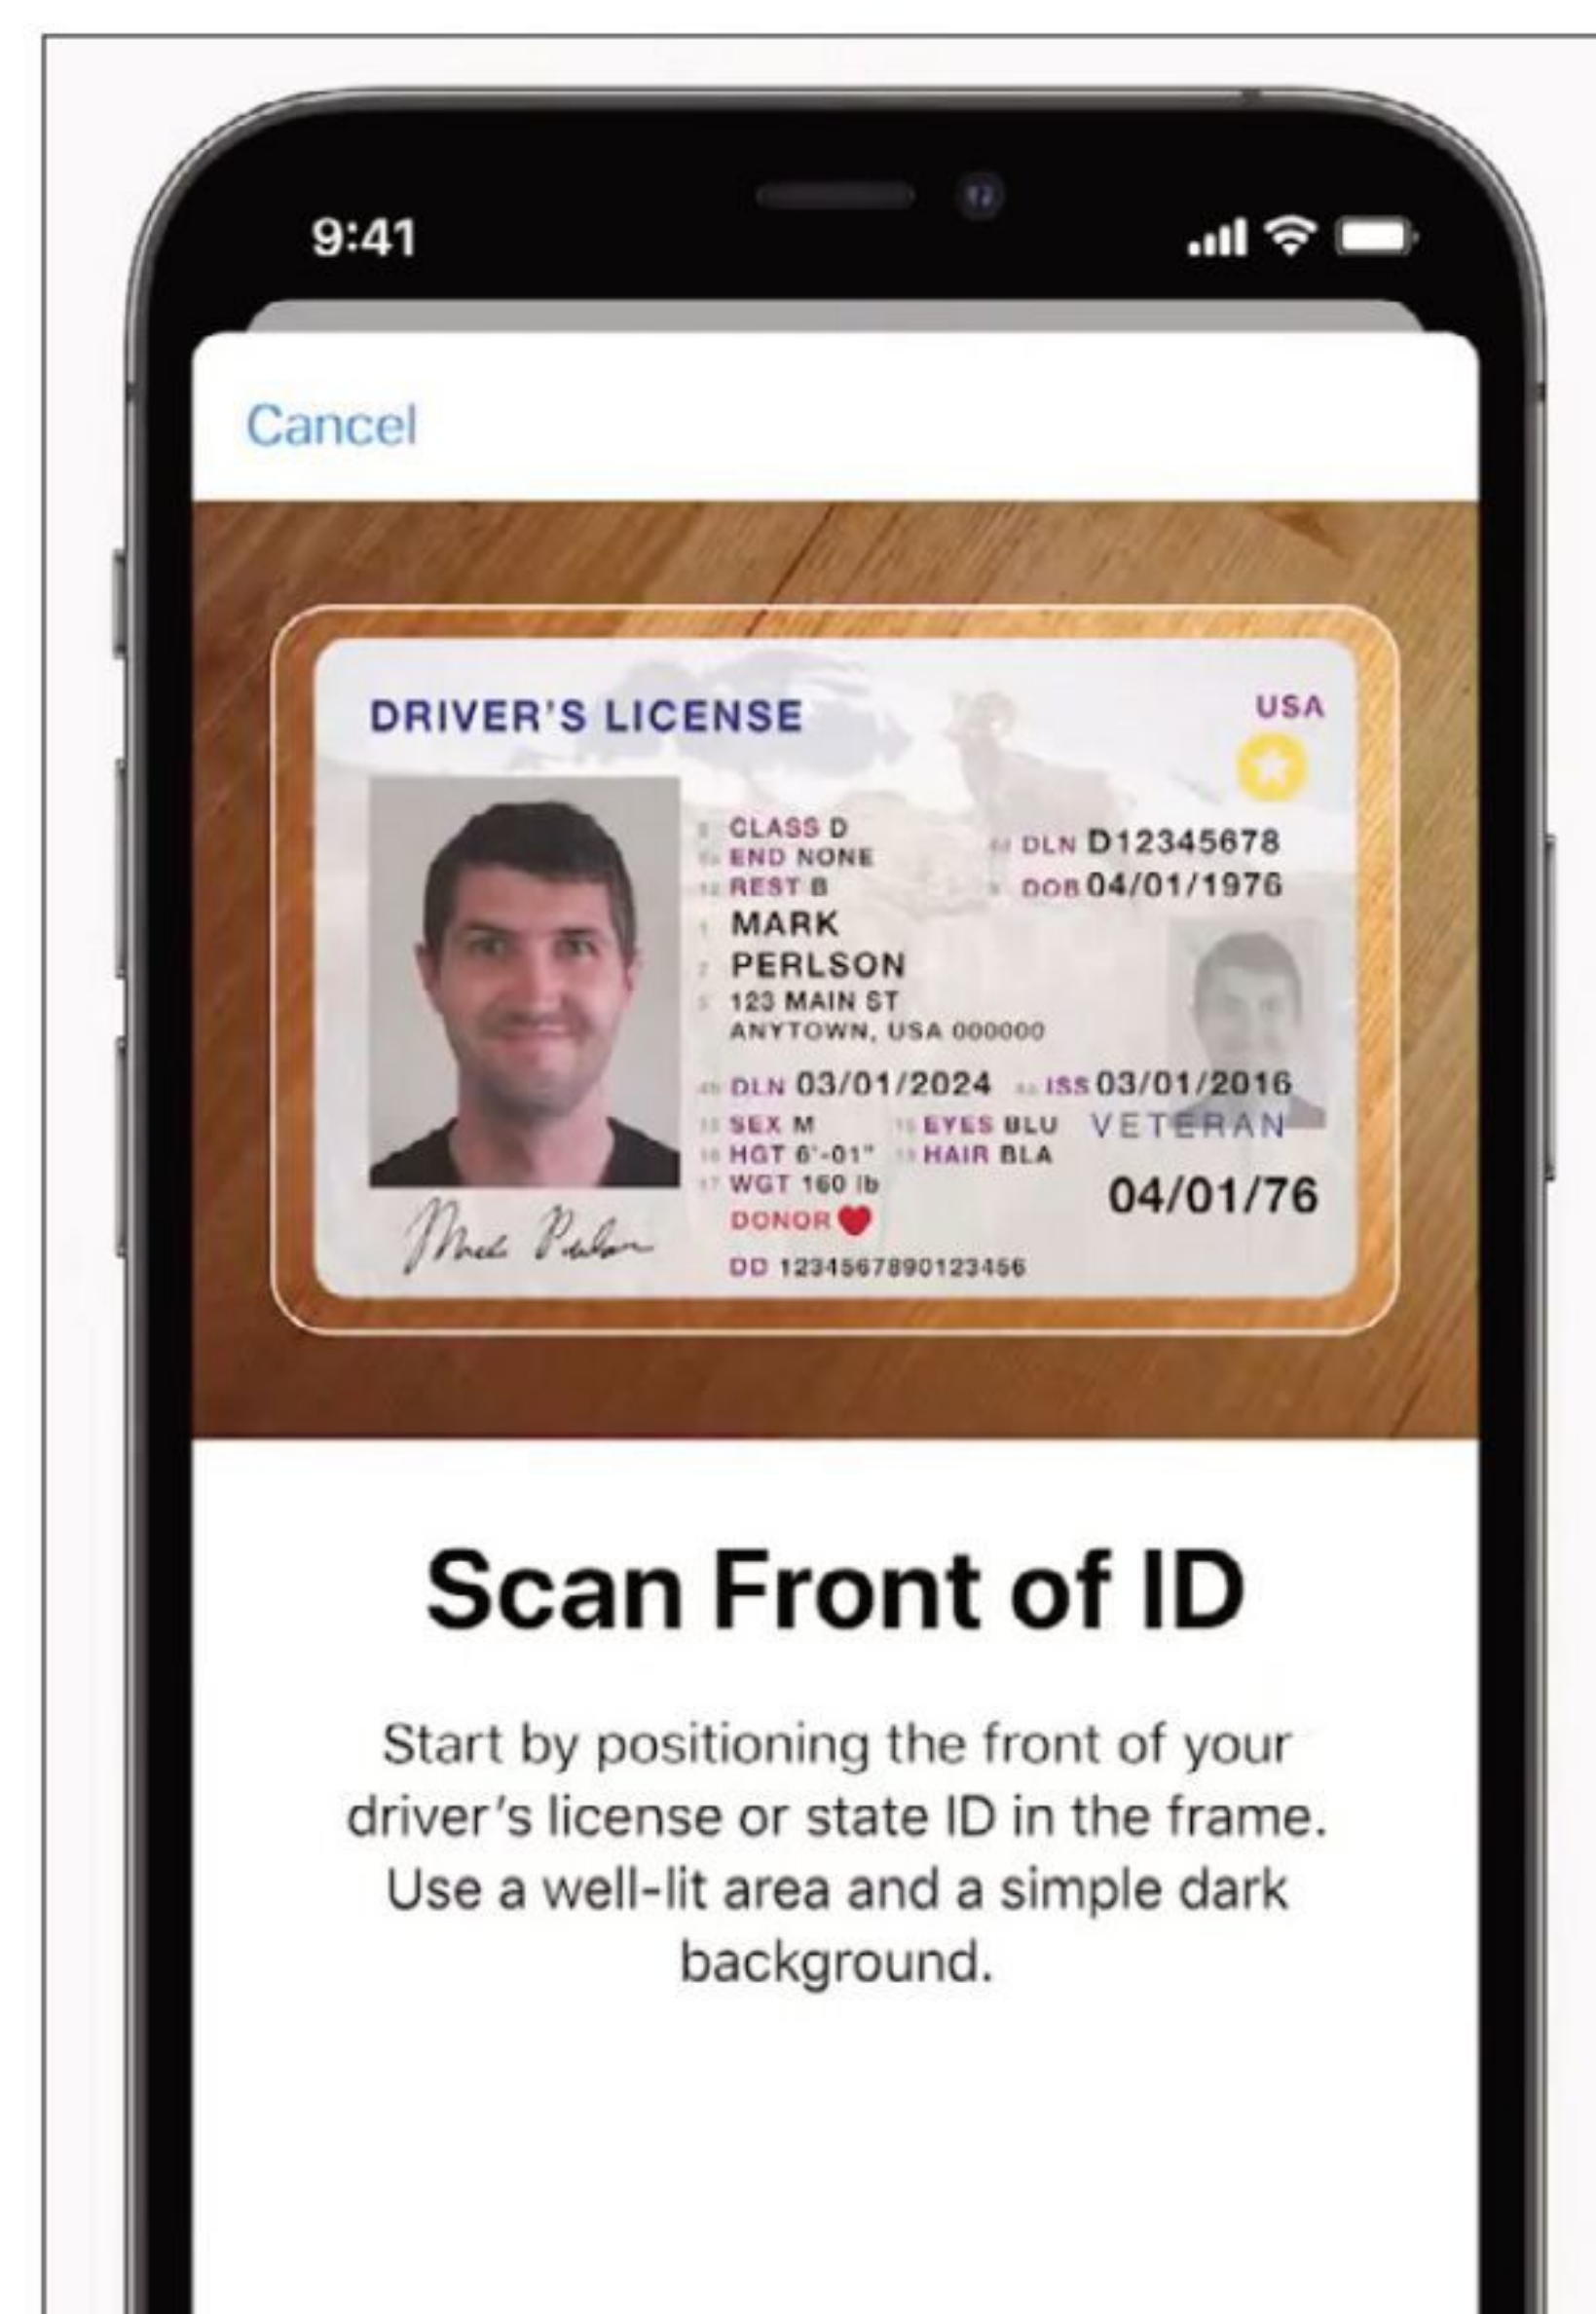 9:41
Cancel
DRIVER'S LICENSE
USA
CLASS D
END NONE
REST B
DLN D12345678
DOB 04/01/1976
MARK
PERLSON
123 MAIN ST
ANYTOWN, USA 000000
DLN 03/01/2024 ISS 03/01/2016
SEX M EYES BLU VETERAN
HGT 6'-01" HAIR BLA
WGT 160 lb
04/01/76
DONOR
DD 1234567890123456
Scan Front of ID
Start by positioning the front of your
driver's license or state ID in the frame.
Use a well-lit area and a simple dark
background.